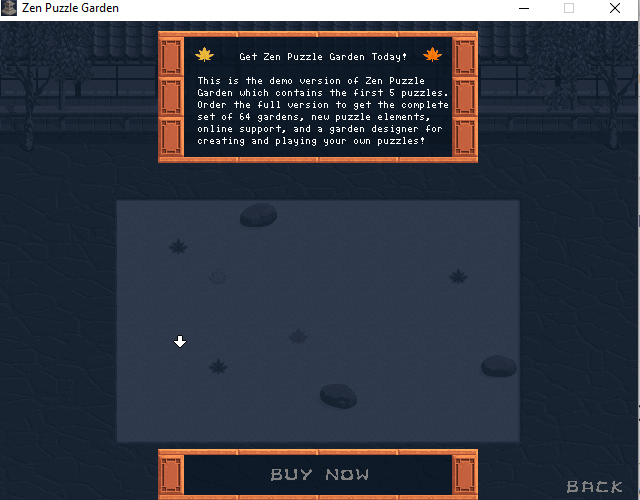 Zen Puzzle Garden
Get Zen Puzzle Garden Today!
This is the demo version of Zen Puzzle
Garden which contains the first 5 puzzles.
Order the full version to get the complete
set of 64 gardens, new puzzle elements,
online support, and a garden designer for
creating and playing your own puzzles!
BUY NOW
BACK